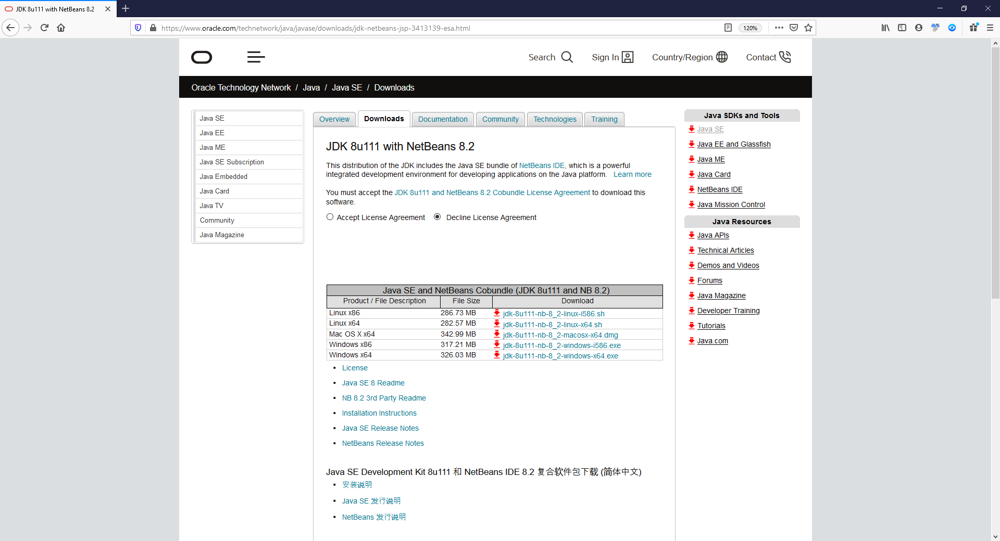 JDK 8u111 with NetBeans 8.2
https://www.oracle.com/technetwork/java/javase/downloads/jdk-netbeans-jsp-3413139-esa.html
120%
Search
Sign In
Country/Region
Contact
Oracle Technology Network / Java / Java SE / Downloads
Java SE
Java EE
Java ME
Java SE Subscription
Java Embedded
Java Card
Java TV
Community
Java Magazine
Overview
Downloads
Documentation
Community
Technologies
Training
JDK 8u111 with NetBeans 8.2
This distribution of the JDK includes the Java SE bundle of NetBeans IDE, which is a powerful
integrated development environment for developing applications on the Java platform. Learn more
You must accept the JDK 8u111 and NetBeans 8.2 Cobundle License Agreement to download this
software.
Accept License Agreement Decline License Agreement
Java SE and NetBeans Cobundle (JDK 8u111 and NB 8.2)
Product / File Description File Size Download
Linux x86 286.73 MB jdk-8u111-nb-8_2-linux-i586.sh
Linux x64 282.57 MB jdk-8u111-nb-8_2-linux-x64.sh
Mac OS X x64 342.99 MB jdk-8u111-nb-8_2-macosx-x64.dmg
Windows x86 317.21 MB jdk-8u111-nb-8_2-windows-i586.exe
Windows x64 326.03 MB jdk-8u111-nb-8_2-windows-x64.exe
License
Java SE 8 Readme
NB 8.2 3rd Party Readme
Installation Instructions
Java SE Release Notes
NetBeans Release Notes
Java SE Development Kit 8u111 和 NetBeans IDE 8.2 复合软件包下载 (简体中文)
安装说明
Java SE 发行说明
NetBeans 发行说明
Java SDKs and Tools
Java SE
Java EE and Glassfish
Java ME
Java Card
NetBeans IDE
Java Mission Control
Java Resources
Java APIs
Technical Articles
Demos and Videos
Forums
Java Magazine
Developer Training
Tutorials
Java.com